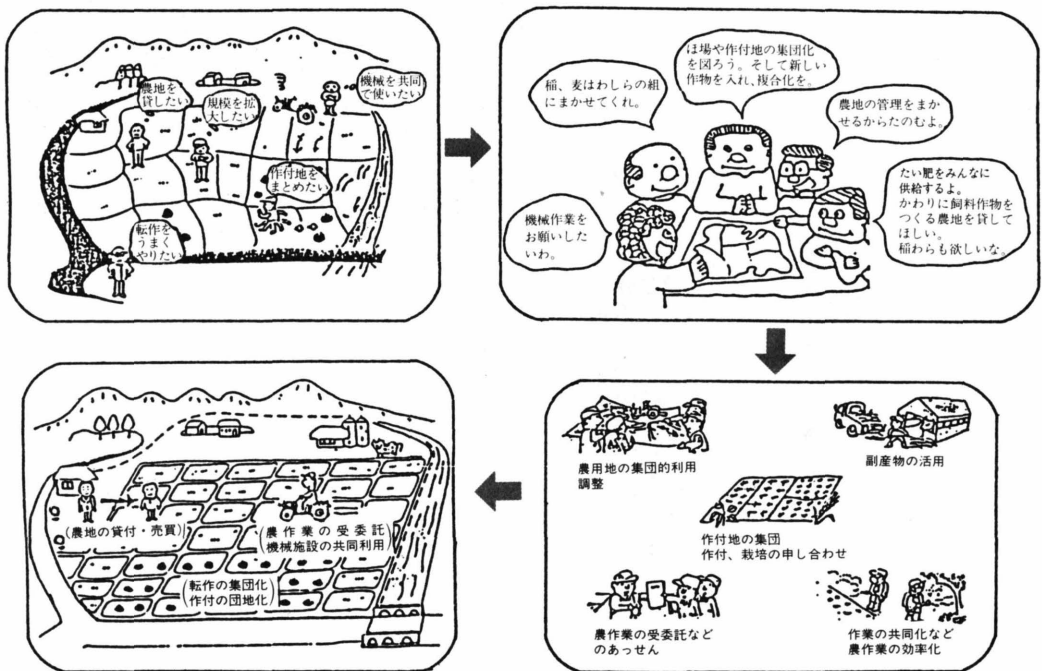 農地を
貸したい
規模を拡
大したい
機械を共同
で使いたい
作付地を
まとめたい
転作を
うまく
やりたい
稲、麦はわしらの組
にまかせてくれ。
ほ場や作付地の集団化
を図ろう。そして新しい
作物を入れ、複合化を。
農地の管理をまか
せるからたのむよ。
機械作業を
お願いした
いわ。
たい肥をみんなに
供給するよ。
かわりに飼料作物を
つくる農地を貸して
ほしい。
稲わらも欲しいな。
農用地の集団的利用
調整
副産物の活用
作付地の集団
作付、栽培の申し合わせ
農作業の受委託など
のあっせん
作業の共同化など
農作業の効率化
(農地の貸付・売買)
(農作業の受委託
機械施設の共同利用)
(転作の集団化
作付の団地化)